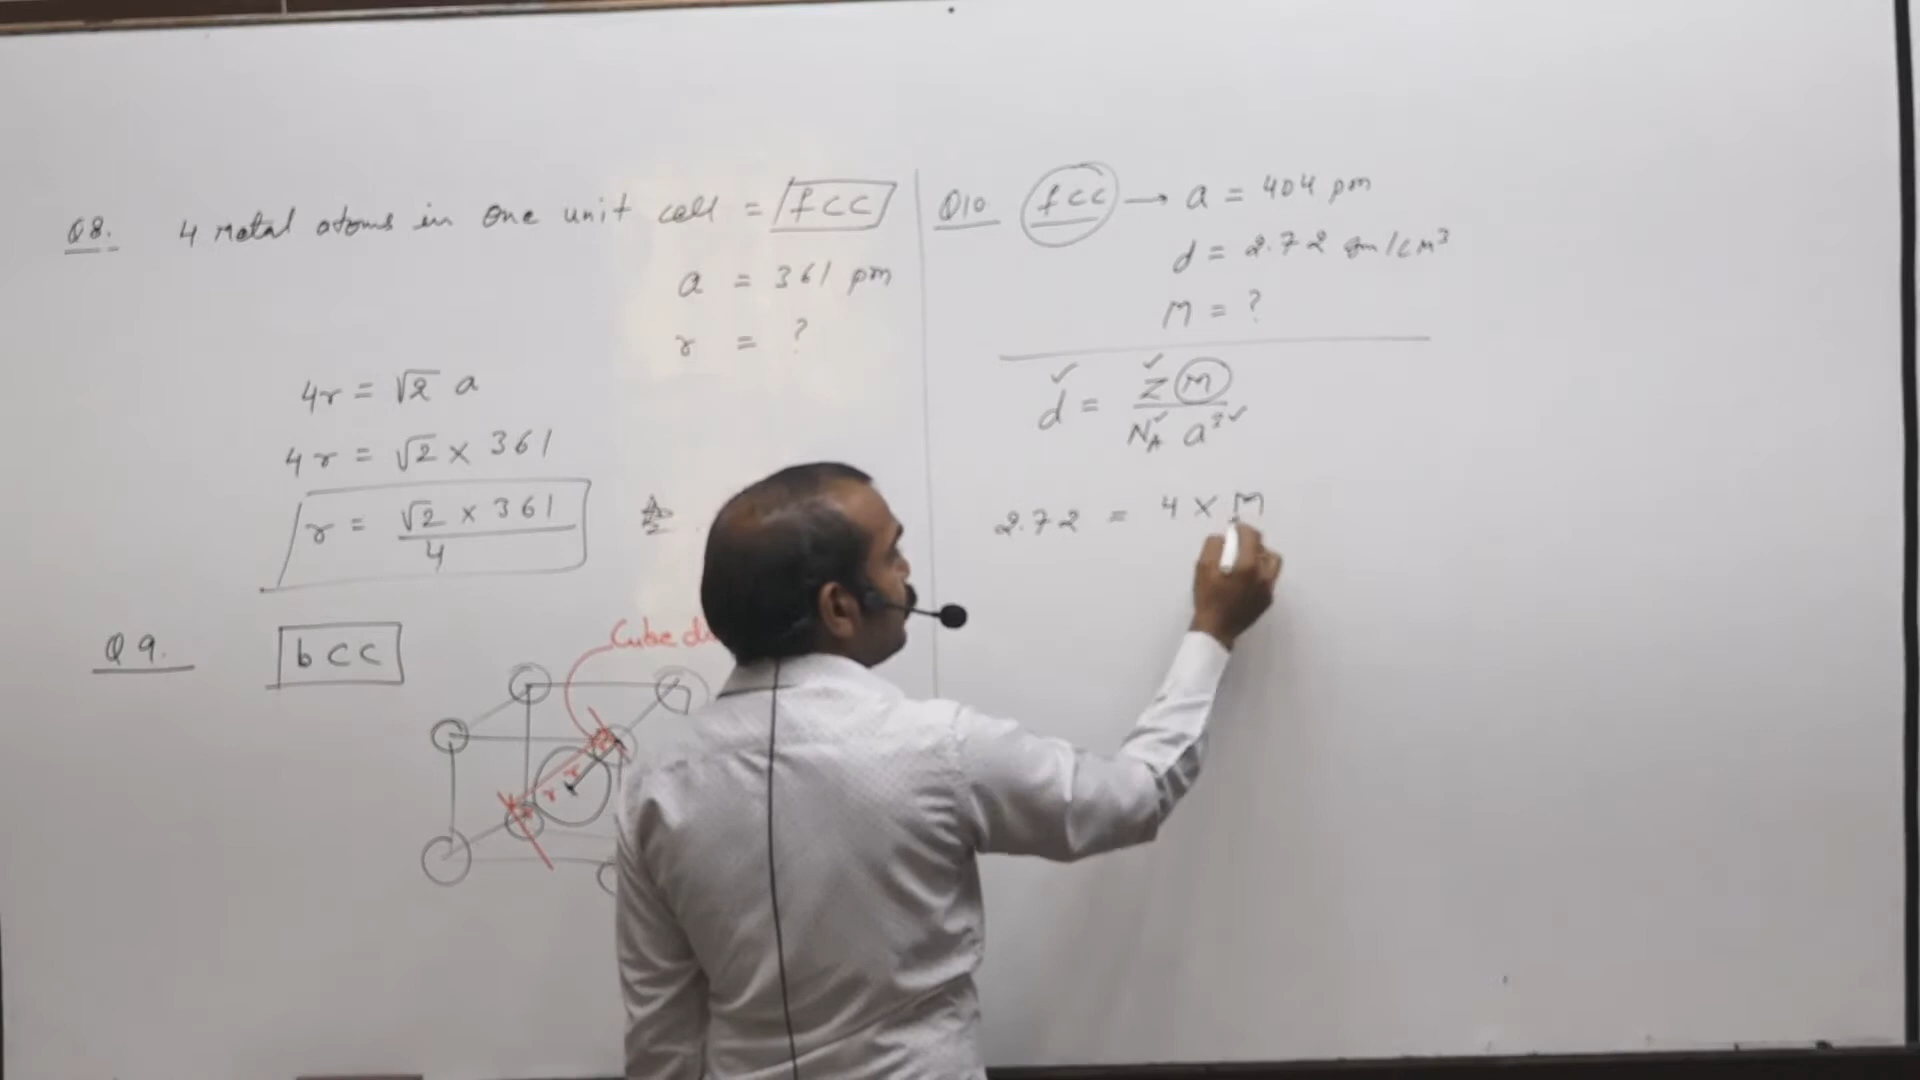 Q8. 4 Metal atoms in one unit cell = fcc
a = 361 pm
r = ?
4r = √2 a
4r = √2 × 361
r = √2 × 361 / 4
Q9. bcc
Cube
r r
Q10 fcc → a = 404 pm
d = 2.72 gm/cm³
M = ?
d = Z M / N_A a³
2.72 = 4 × M